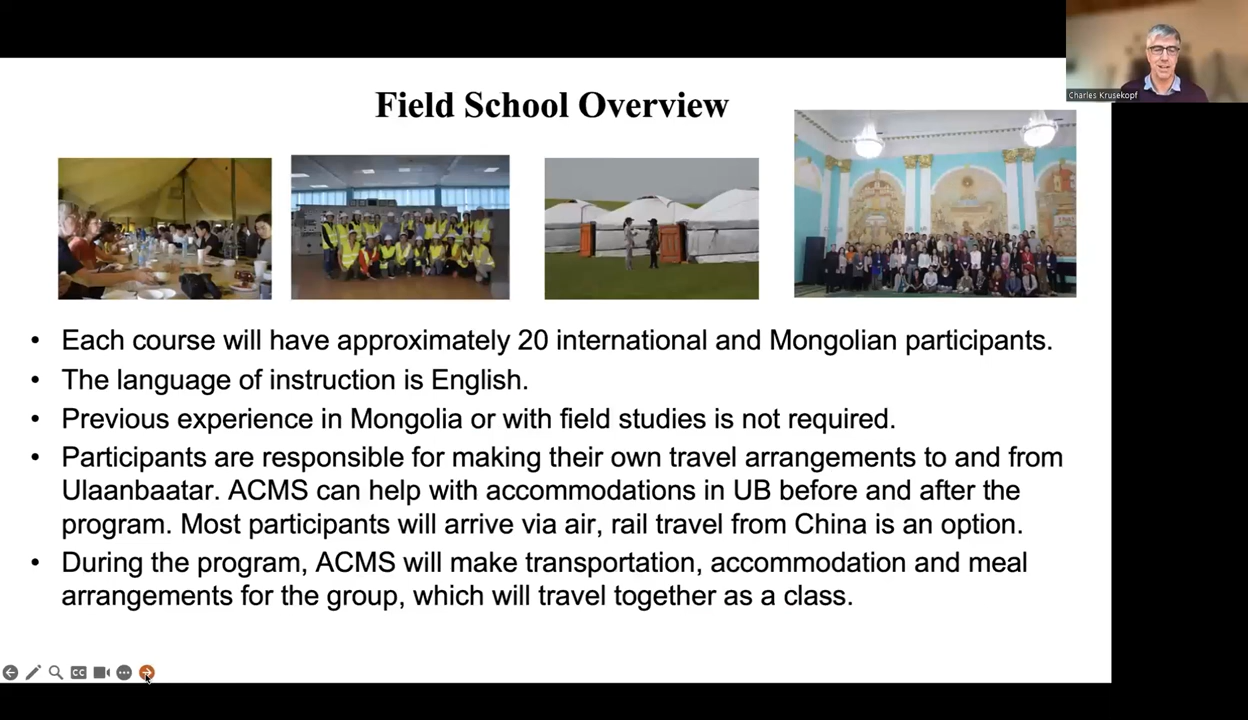 Charles Krusekopf
Field School Overview
• Each course will have approximately 20 international and Mongolian participants.
• The language of instruction is English.
• Previous experience in Mongolia or with field studies is not required.
• Participants are responsible for making their own travel arrangements to and from
Ulaanbaatar. ACMS can help with accommodations in UB before and after the
program. Most participants will arrive via air, rail travel from China is an option.
• During the program, ACMS will make transportation, accommodation and meal
arrangements for the group, which will travel together as a class.
CC